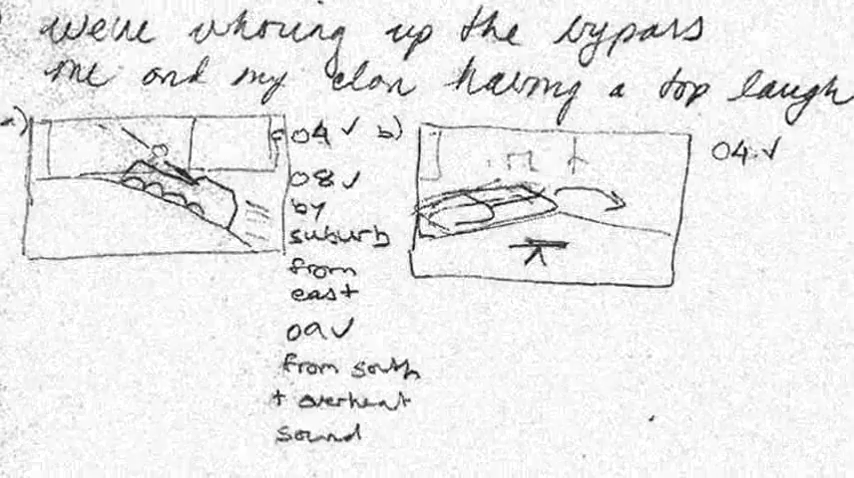 We're whoring up the bypass
me and my clan having a top laugh
a)
04 ✓
08 ✓
by
suburb
from
east
09 ✓
from south
+ overheat
sound
b)
04 ✓